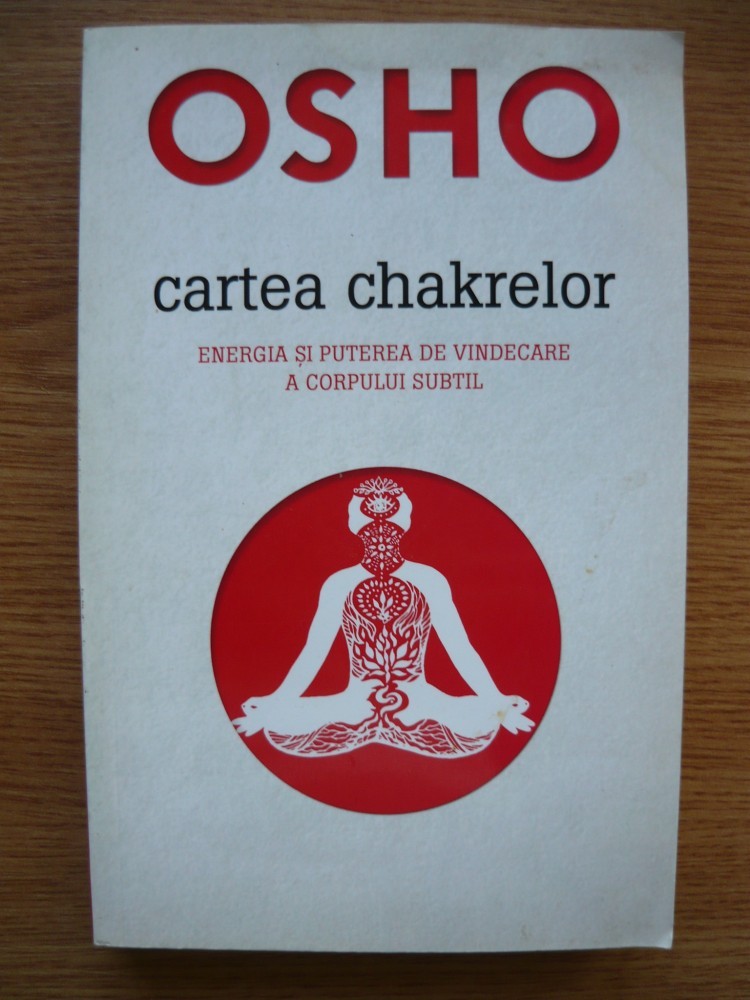 OSHO
cartea chakrelor
ENERGIA ȘI PUTEREA DE VINDECARE
A CORPULUI SUBTIL